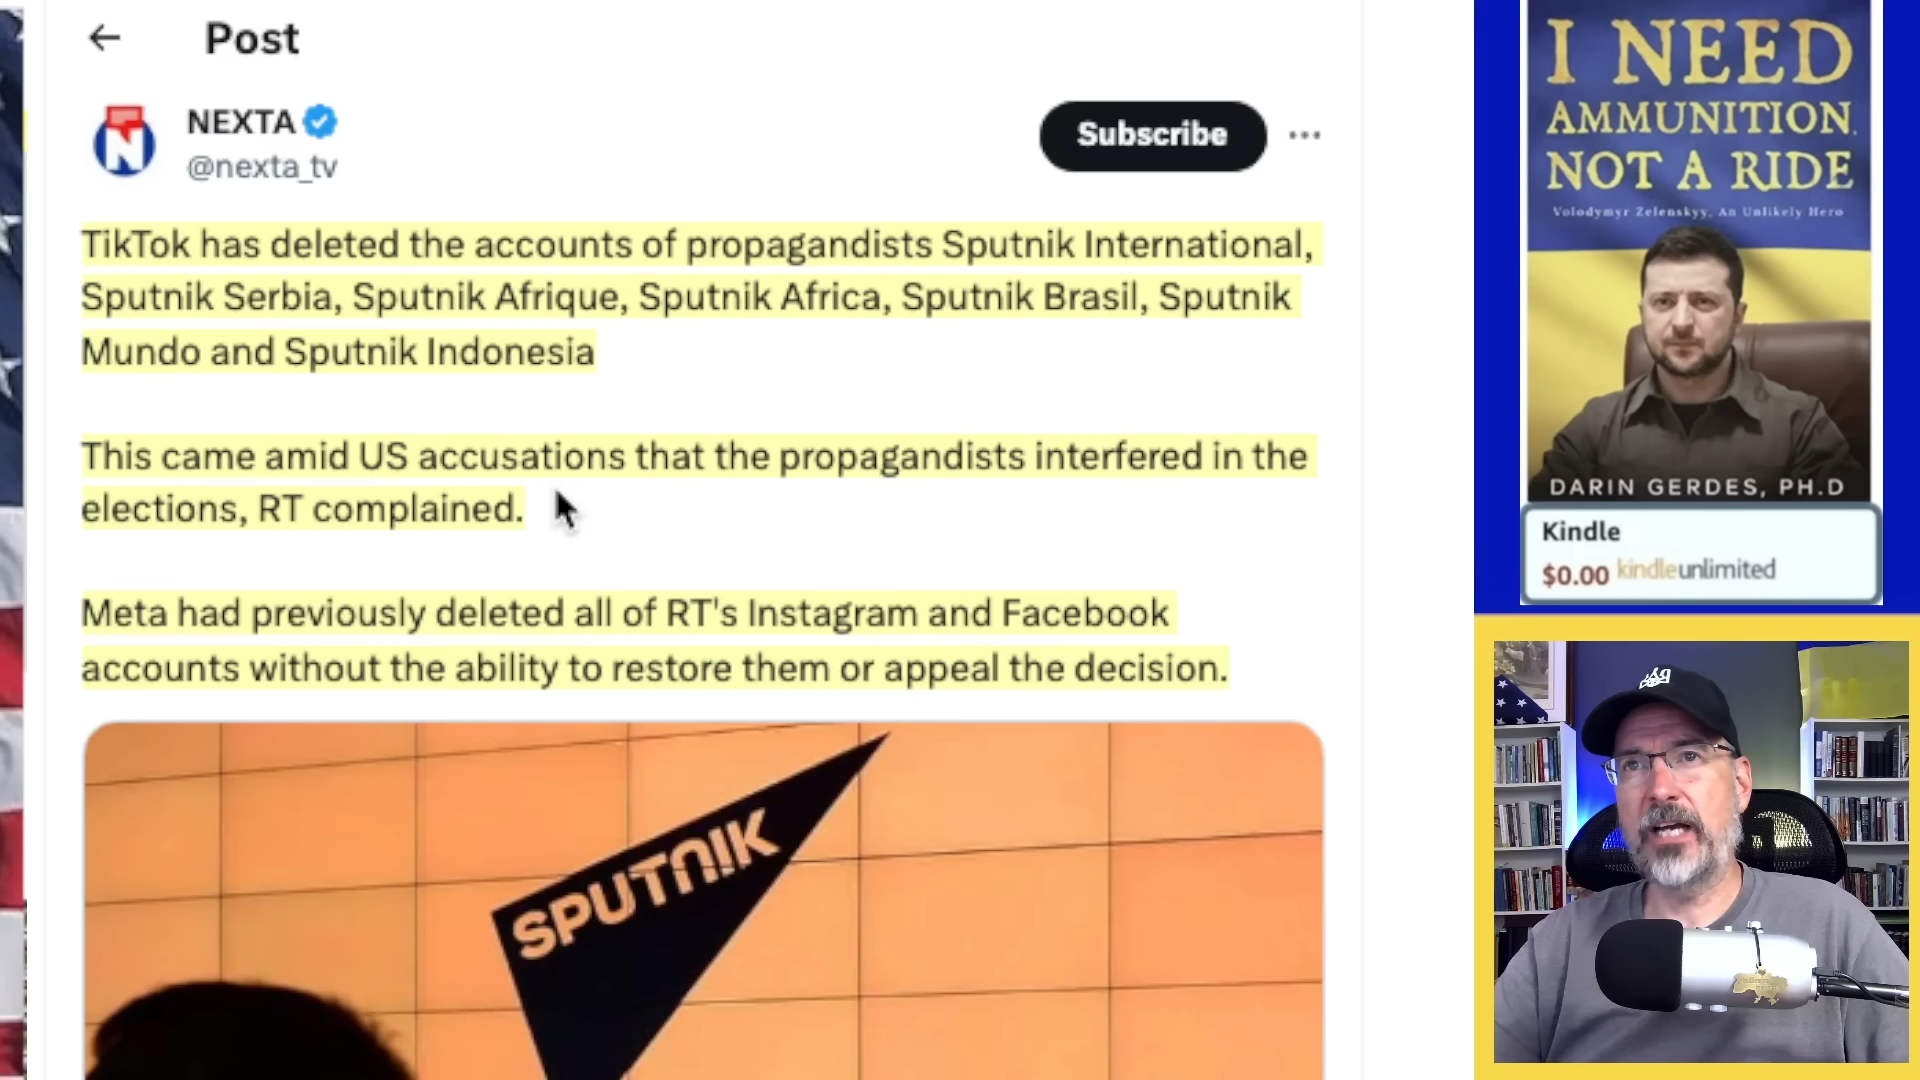 Post
NEXTA
@nexta_tv
Subscribe
TikTok has deleted the accounts of propagandists Sputnik International,
Sputnik Serbia, Sputnik Afrique, Sputnik Africa, Sputnik Brasil, Sputnik
Mundo and Sputnik Indonesia
This came amid US accusations that the propagandists interfered in the
elections, RT complained.
Meta had previously deleted all of RT's Instagram and Facebook
accounts without the ability to restore them or appeal the decision.
SPUTNIK
I NEED
AMMUNITION,
NOT A RIDE
Volodymyr Zelenskyy, An Unlikely Hero
DARIN GERDES, PH.D
Kindle
$0.00 kindleunlimited